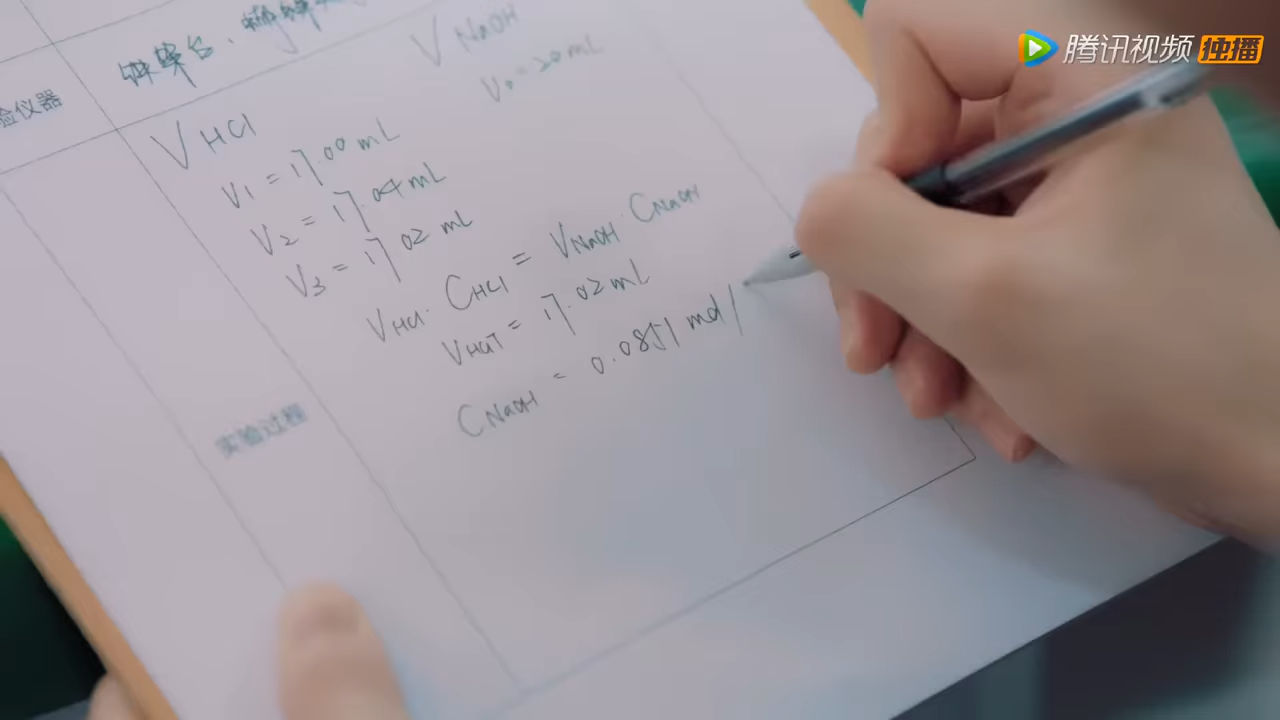 腾讯视频 独播
铁架台、
验仪器
V NaOH
V₀ = 20 mL
V HCl
V₁ = 17.00 mL
V₂ = 17.04 mL
V₃ = 17.02 mL
V HCl · C HCl = V NaOH · C NaOH
V HCl = 17.02 mL
C NaOH = 0.0851 mol/
实验过程